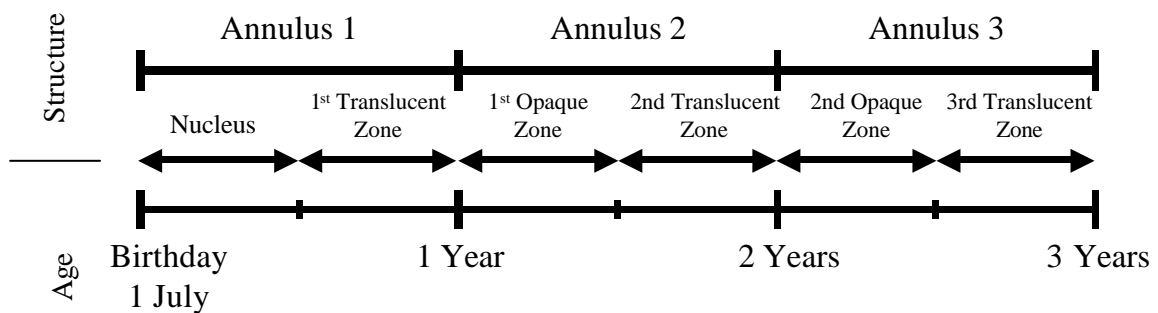 Structure
Annulus 1 Annulus 2 Annulus 3
Nucleus
1st Translucent
Zone
1st Opaque
Zone
2nd Translucent
Zone
2nd Opaque
Zone
3rd Translucent
Zone
Age
Birthday
1 July
1 Year
2 Years
3 Years